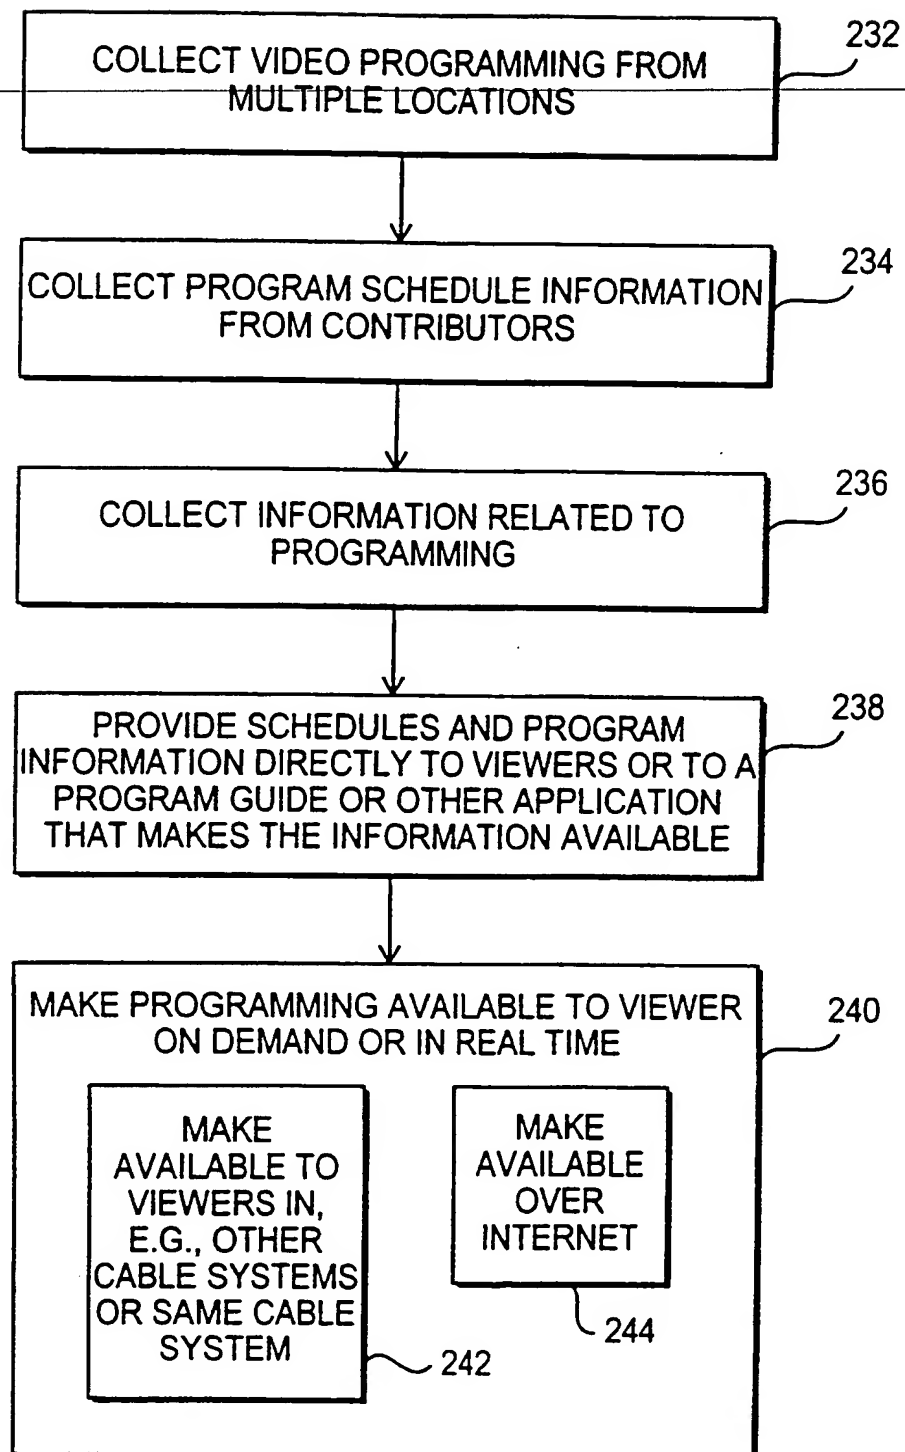 COLLECT VIDEO PROGRAMMING FROM
MULTIPLE LOCATIONS
232
COLLECT PROGRAM SCHEDULE INFORMATION
FROM CONTRIBUTORS
234
COLLECT INFORMATION RELATED TO
PROGRAMMING
236
PROVIDE SCHEDULES AND PROGRAM
INFORMATION DIRECTLY TO VIEWERS OR TO A
PROGRAM GUIDE OR OTHER APPLICATION
THAT MAKES THE INFORMATION AVAILABLE
238
MAKE PROGRAMMING AVAILABLE TO VIEWER
ON DEMAND OR IN REAL TIME
240
MAKE
AVAILABLE TO
VIEWERS IN,
E.G., OTHER
CABLE SYSTEMS
OR SAME CABLE
SYSTEM
242
MAKE
AVAILABLE
OVER
INTERNET
244